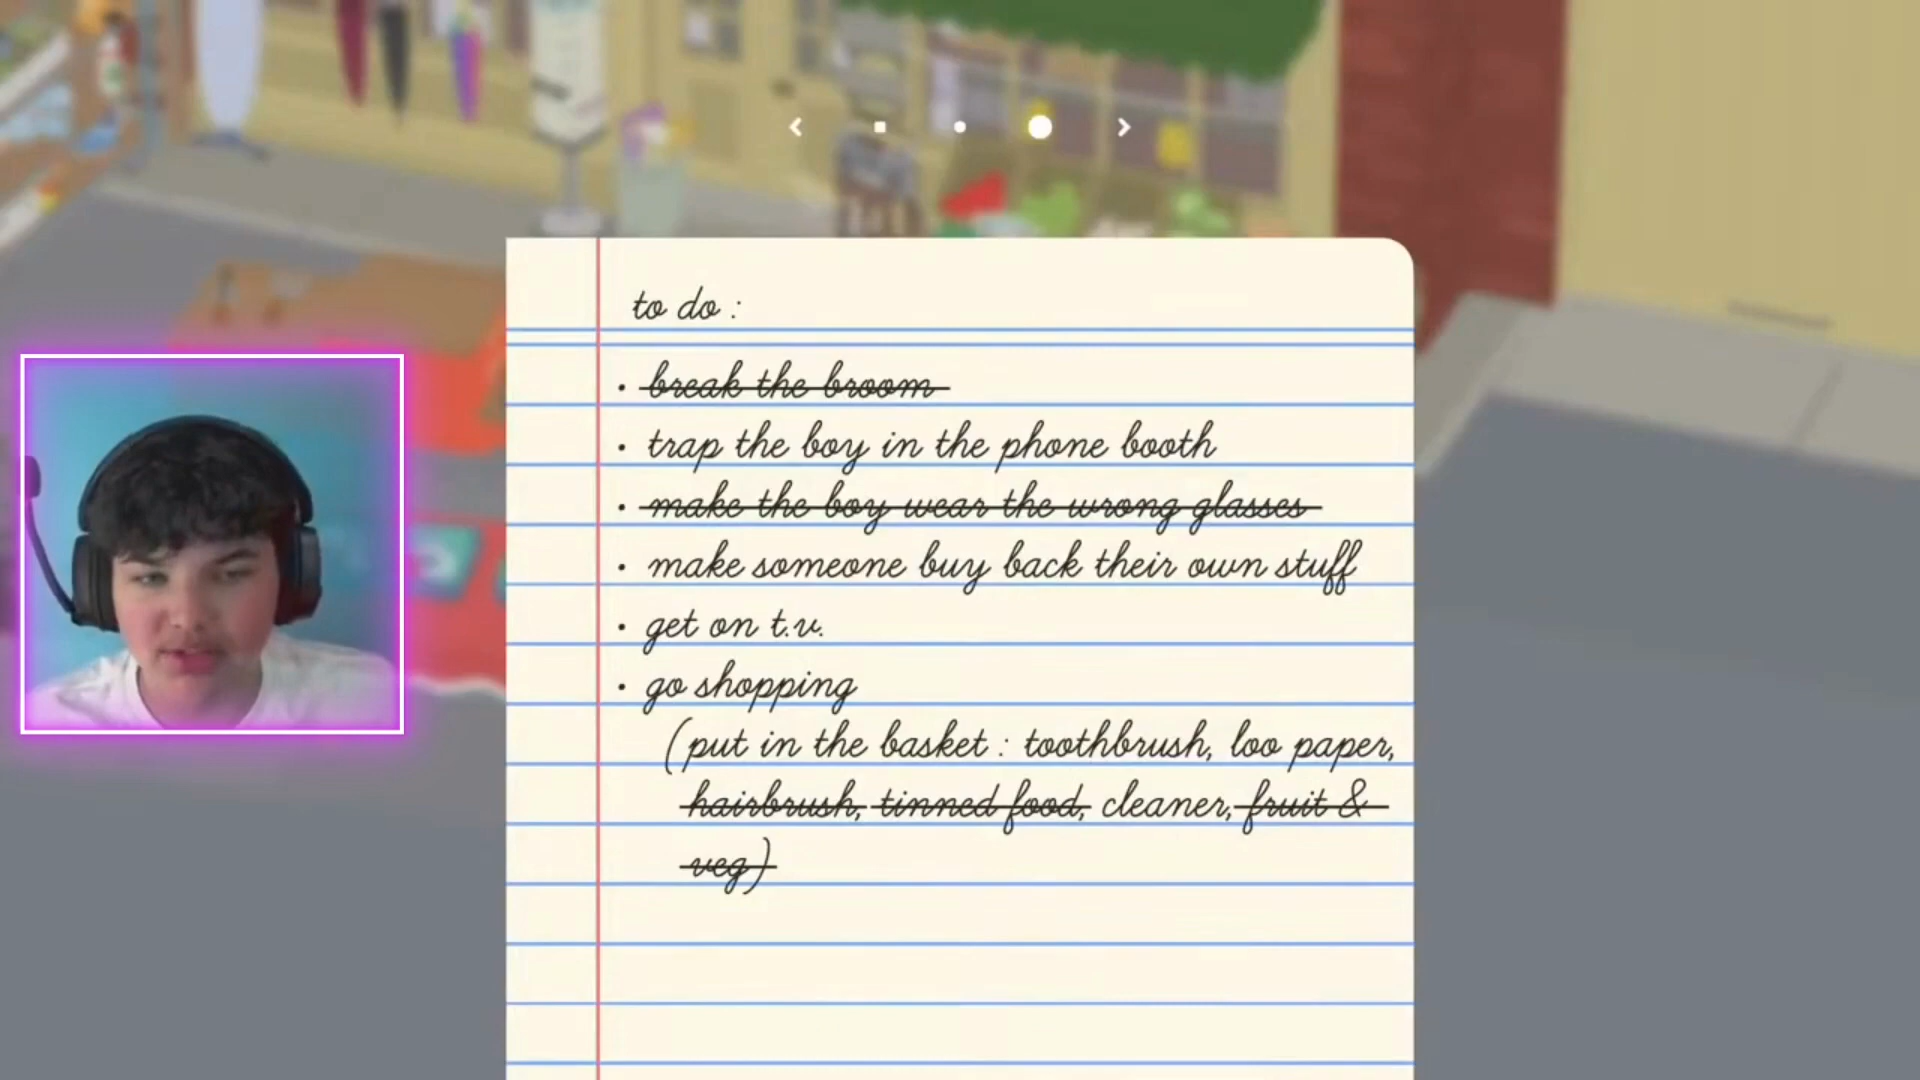 to do :
• break the broom
• trap the boy in the phone booth
• make the boy wear the wrong glasses
• make someone buy back their own stuff
• get on t.v.
• go shopping
(put in the basket : toothbrush, loo paper,
hairbrush, tinned food, cleaner, fruit &
veg)